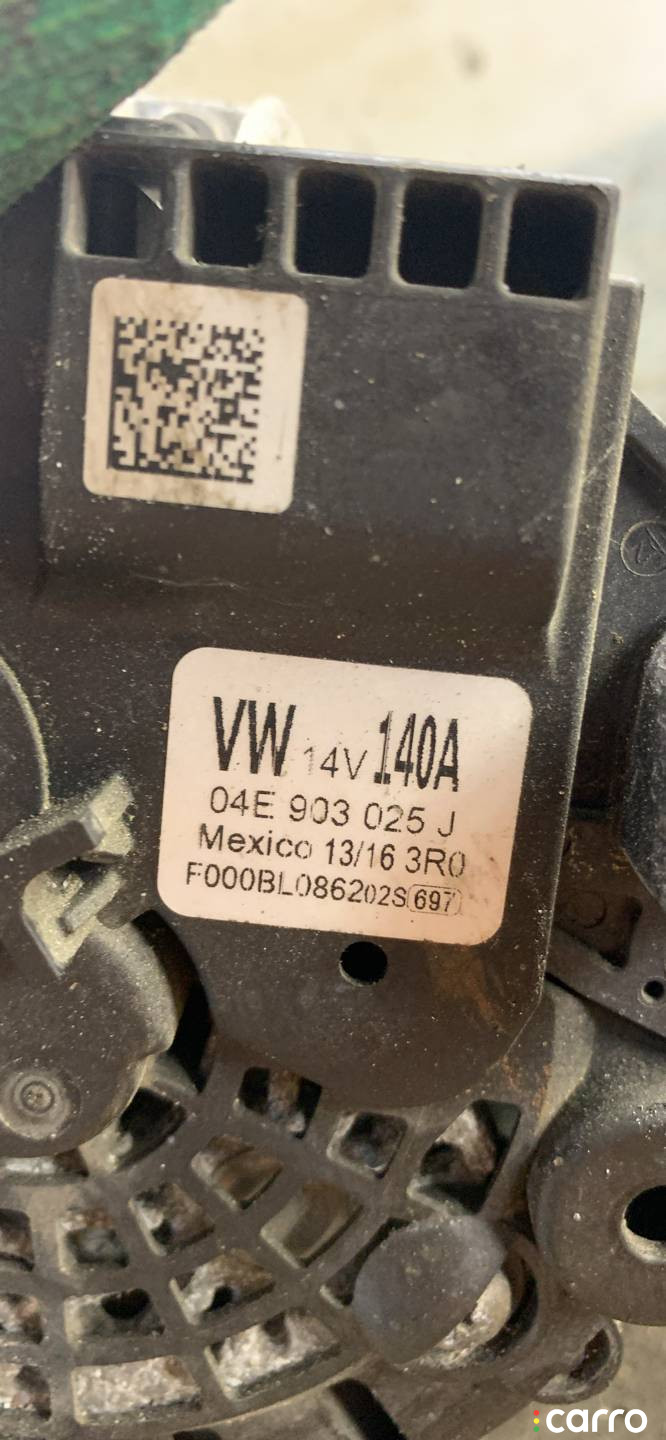 VW 14V 140A
04E 903 025 J
Mexico 13/16 3R0
F000BL086202S 697
carro